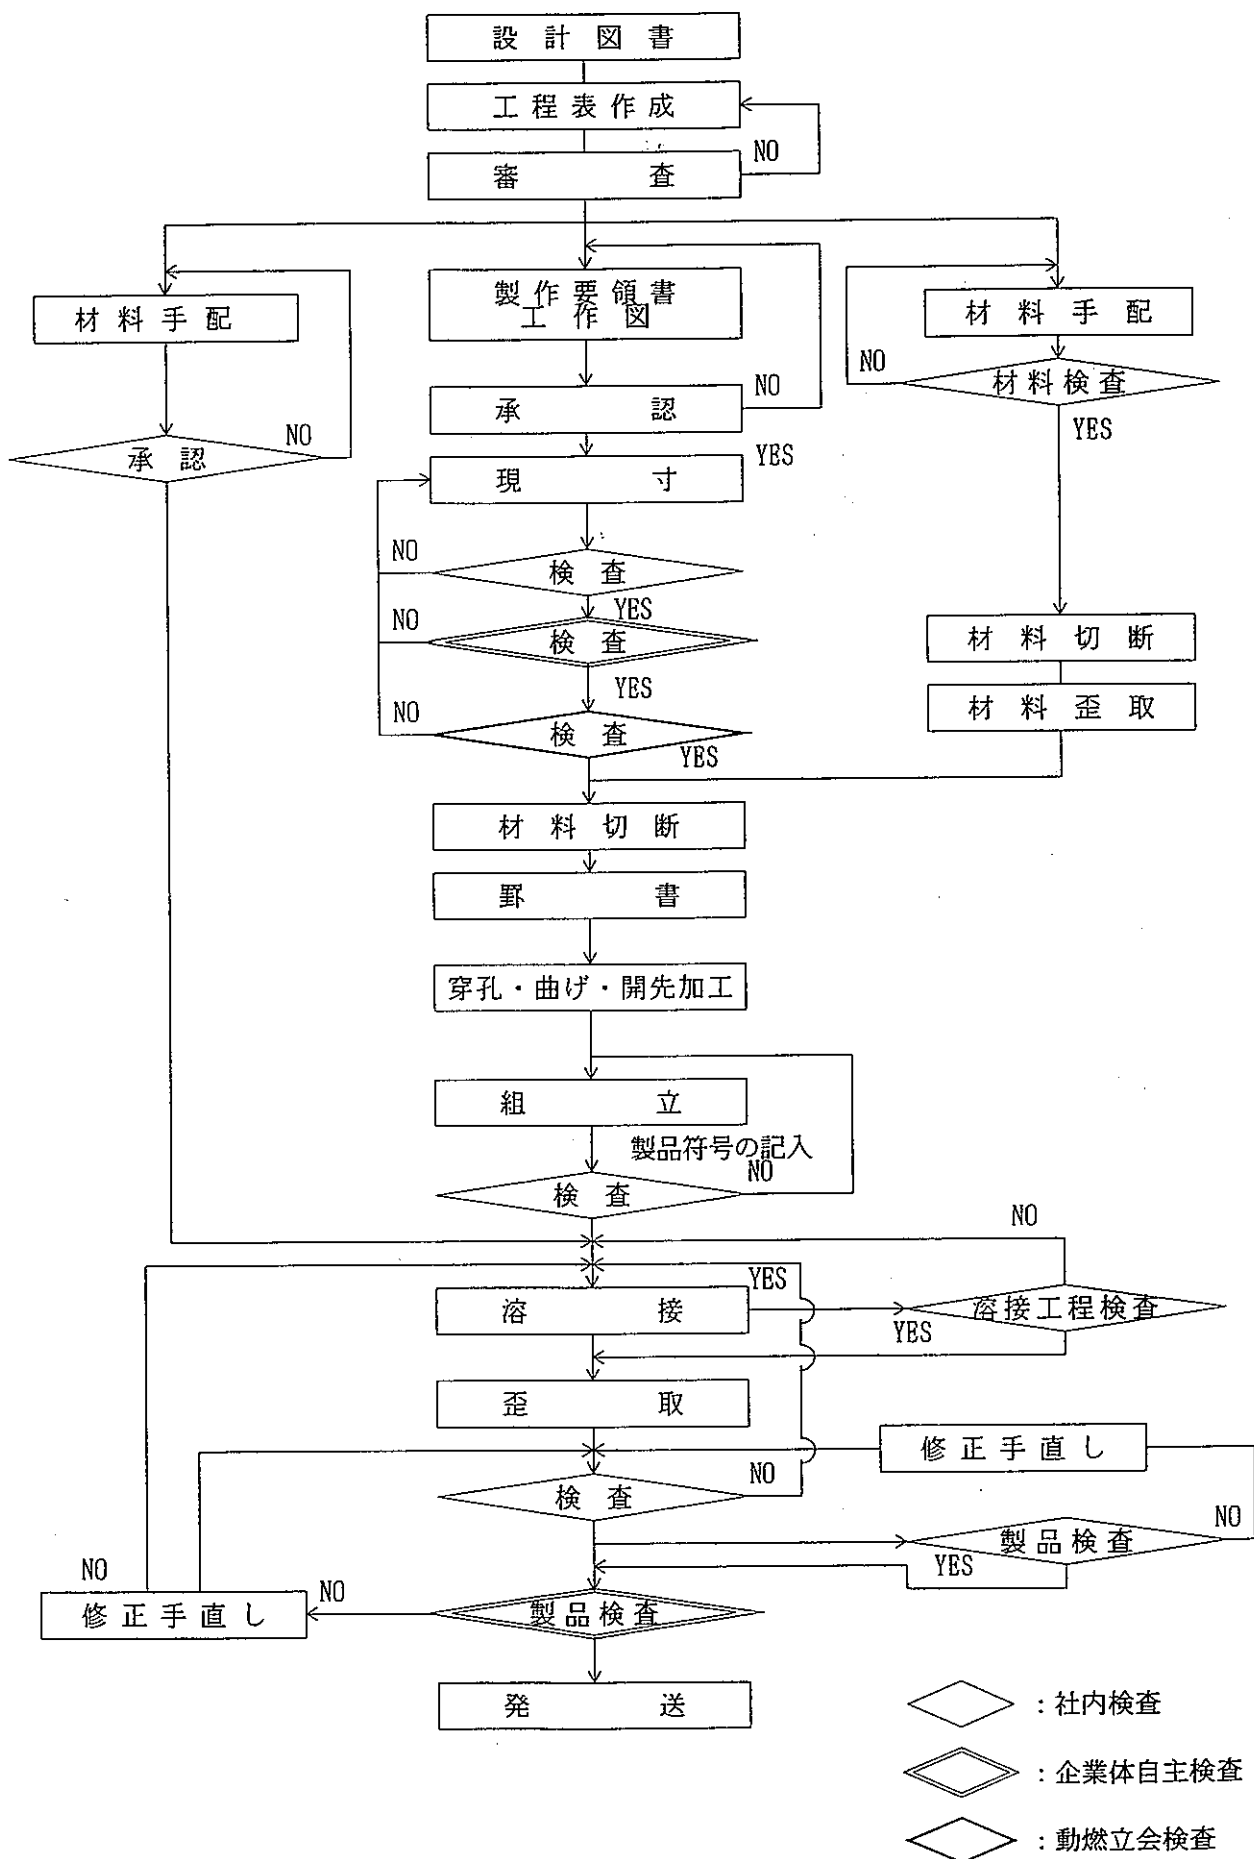 設計図書
工程表作成
NO
審査
製作要領書
工作図
材料手配
材料手配
NO
材料検査
NO
承認
YES
NO
承認
YES
現寸
NO
検査
YES
NO
検査
YES
NO
検査
YES
材料切断
材料歪取
材料切断
罫書
穿孔・曲げ・開先加工
組立
製品符号の記入
NO
検査
NO
YES
溶接
溶接工程検査
YES
歪取
修正手直し
NO
検査
NO
製品検査
YES
NO
NO
修正手直し
製品検査
発送
:社内検査
:企業体自主検査
:動燃立会検査